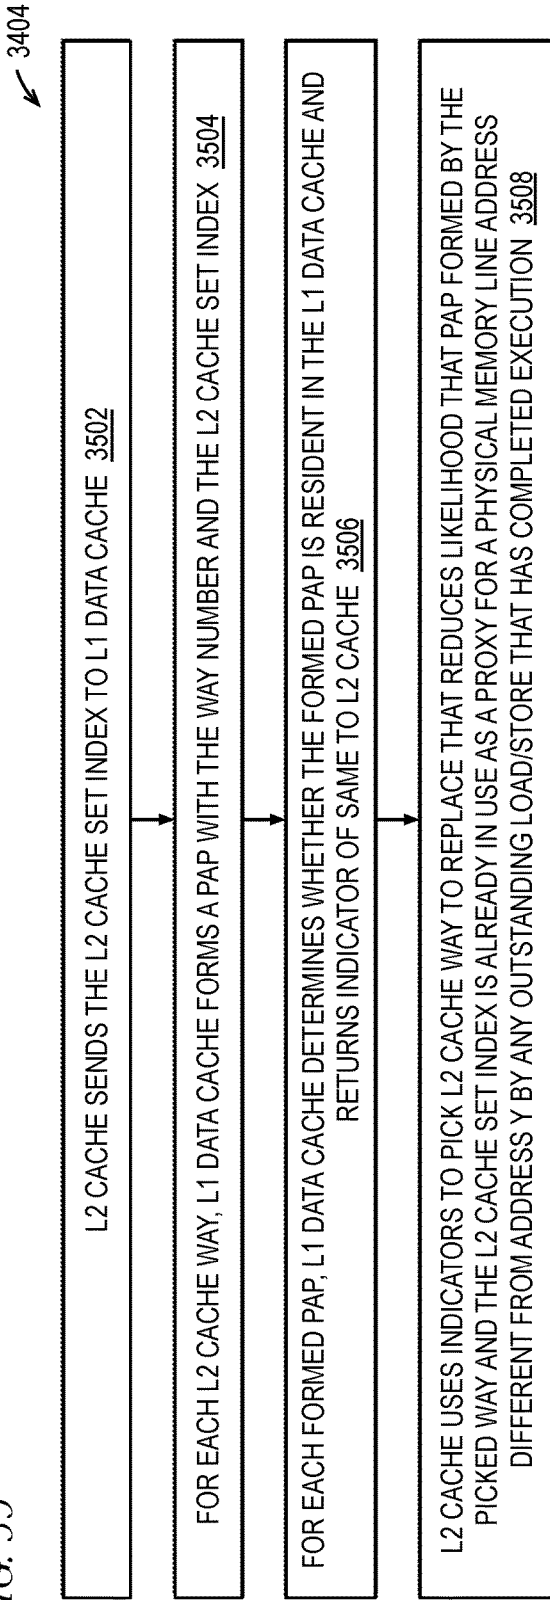 3404
L2 CACHE SENDS THE L2 CACHE SET INDEX TO L1 DATA CACHE 3502
FOR EACH L2 CACHE WAY, L1 DATA CACHE FORMS A PAP WITH THE WAY NUMBER AND THE L2 CACHE SET INDEX 3504
FOR EACH FORMED PAP, L1 DATA CACHE DETERMINES WHETHER THE FORMED PAP IS RESIDENT IN THE L1 DATA CACHE AND
RETURNS INDICATOR OF SAME TO L2 CACHE 3506
L2 CACHE USES INDICATORS TO PICK L2 CACHE WAY TO REPLACE THAT REDUCES LIKELIHOOD THAT PAP FORMED BY THE
PICKED WAY AND THE L2 CACHE SET INDEX IS ALREADY IN USE AS A PROXY FOR A PHYSICAL MEMORY LINE ADDRESS
DIFFERENT FROM ADDRESS Y BY ANY OUTSTANDING LOAD/STORE THAT HAS COMPLETED EXECUTION 3508